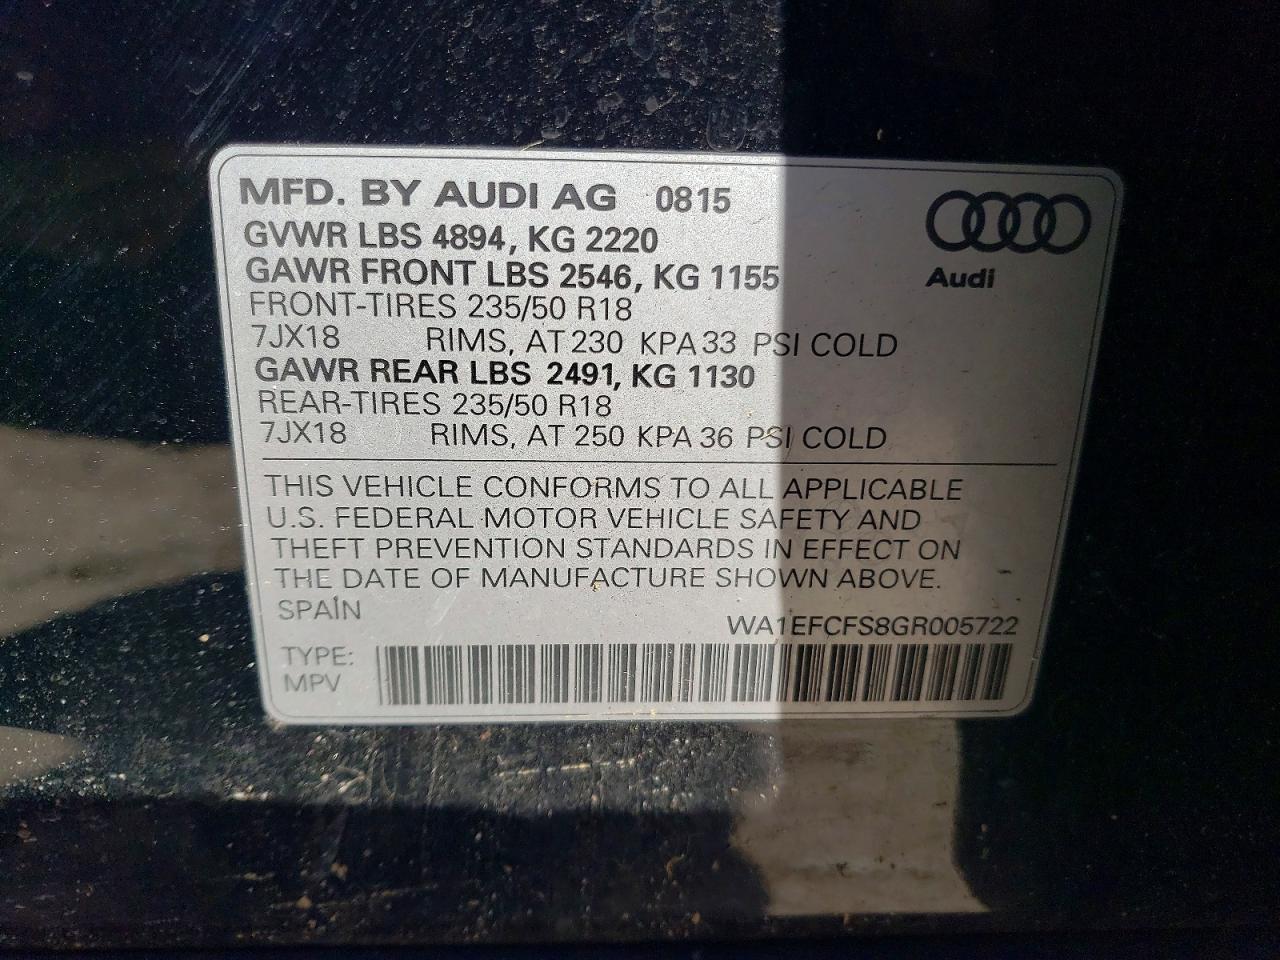 MFD. BY AUDI AG 0815
GVWR LBS 4894, KG 2220
GAWR FRONT LBS 2546, KG 1155
FRONT-TIRES 235/50 R18
7JX18 RIMS, AT 230 KPA 33 PSI COLD
GAWR REAR LBS 2491, KG 1130
REAR-TIRES 235/50 R18
7JX18 RIMS, AT 250 KPA 36 PSI COLD
Audi
THIS VEHICLE CONFORMS TO ALL APPLICABLE
U.S. FEDERAL MOTOR VEHICLE SAFETY AND
THEFT PREVENTION STANDARDS IN EFFECT ON
THE DATE OF MANUFACTURE SHOWN ABOVE.
SPAIN
WA1EFCFS8GR005722
TYPE:
MPV